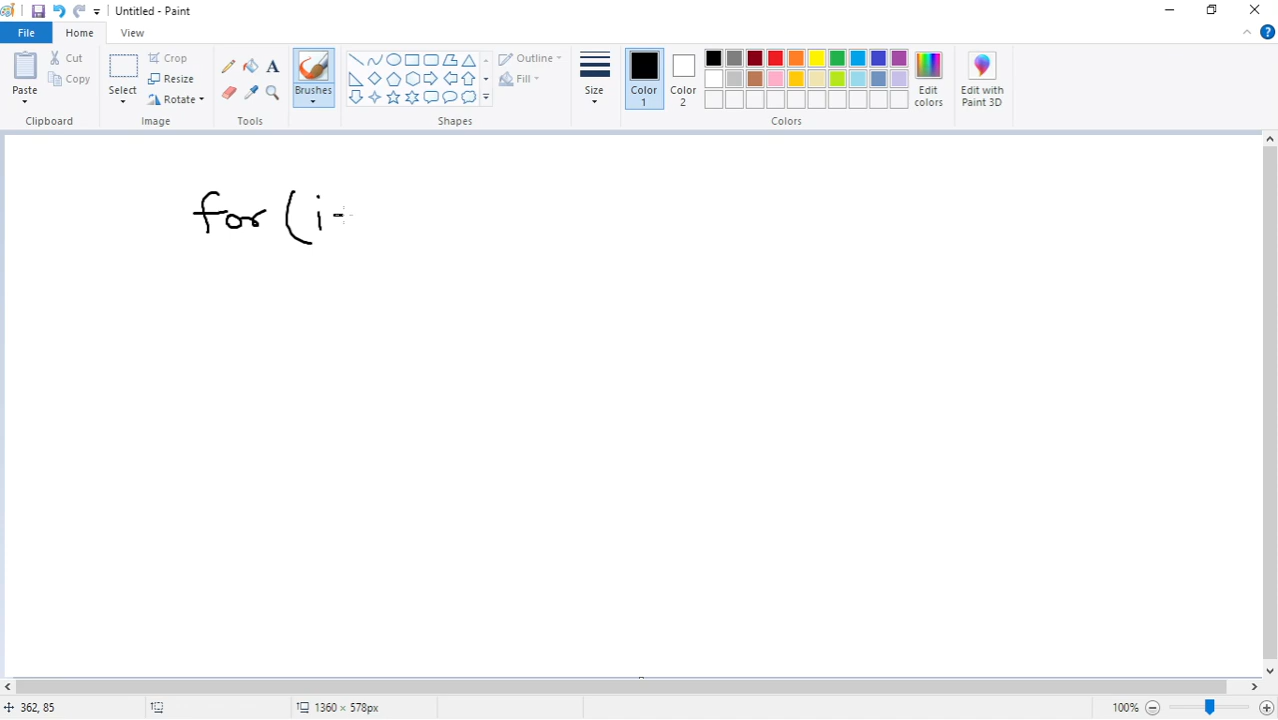 Untitled - Paint
File Home View
Paste Cut Copy
Select Crop Resize Rotate
A
Brushes
Outline Fill
Size
Color 1 Color 2
Edit colors
Edit with Paint 3D
Clipboard Image Tools Shapes Colors
for ( i -
362, 85 1360 × 578px 100%